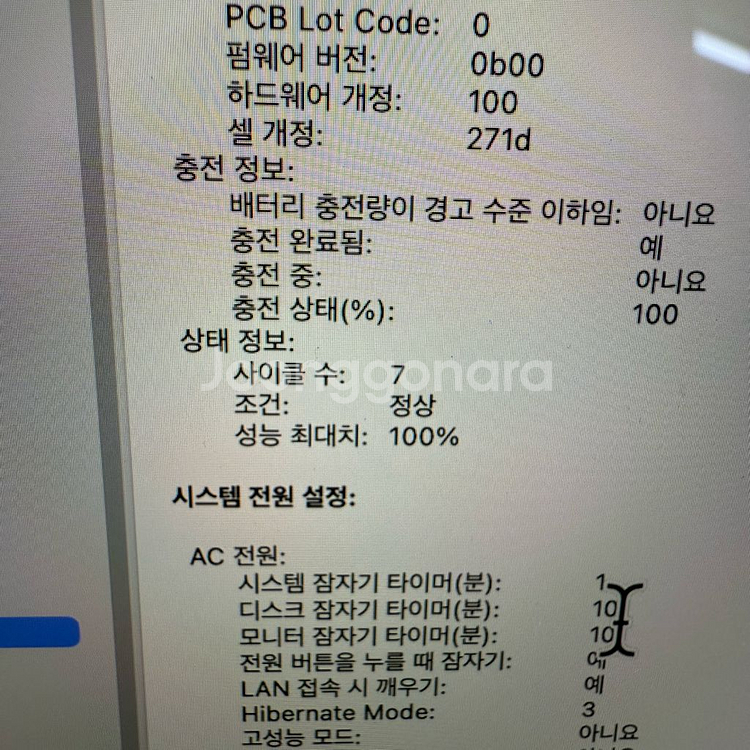 PCB Lot Code: 0
펌웨어 버전: 0b00
하드웨어 개정: 100
셀 개정: 271d
충전 정보:
배터리 충전량이 경고 수준 이하임: 아니요
충전 완료됨: 예
충전 중: 아니요
충전 상태(%): 100
상태 정보:
사이클 수: 7
Joonggonara
조건: 정상
성능 최대치: 100%
시스템 전원 설정:
AC 전원:
시스템 잠자기 타이머(분): 1
디스크 잠자기 타이머(분): 10
모니터 잠자기 타이머(분): 10
전원 버튼을 누를 때 잠자기: 예
LAN 접속 시 깨우기: 예
Hibernate Mode: 3
고성능 모드: 아니요